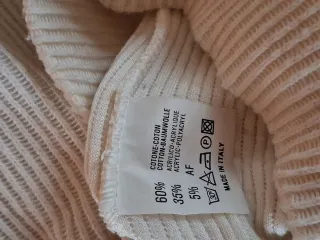 60% COTONE-COTON
COTTON-BAUMWOLLE
35% ACRILICO-ACRYLIQUE
ACRYLIC-POLYACRYL
5% AF
MADE IN ITALY